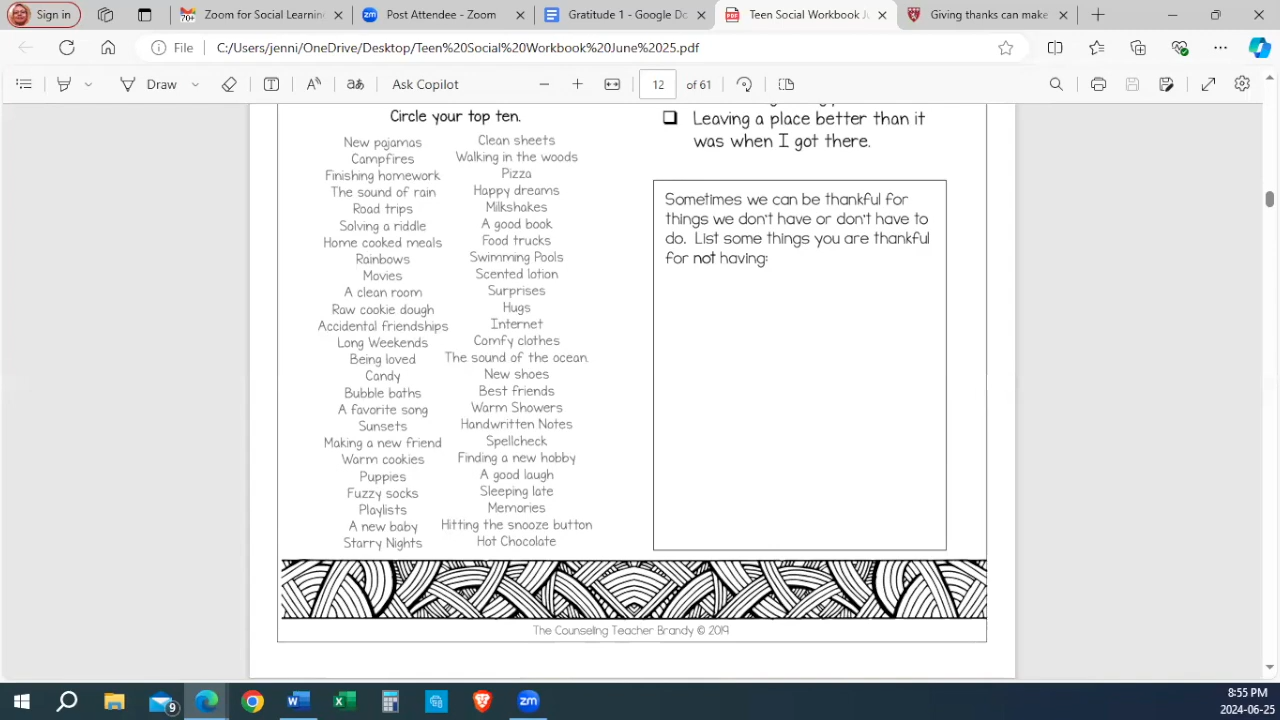 Sign in
70+
Zoom for Social Learnin
Post Attendee - Zoom
Gratitude 1 - Google Do
Teen Social Workbook Ju
Giving thanks can make
File
C:/Users/jenni/OneDrive/Desktop/Teen%20Social%20Workbook%20June%2025.pdf
Draw
Ask Copilot
12 of 61
Circle your top ten.
New pajamas
Campfires
Finishing homework
The sound of rain
Road trips
Solving a riddle
Home cooked meals
Rainbows
Movies
A clean room
Raw cookie dough
Accidental friendships
Long Weekends
Being loved
Candy
Bubble baths
A favorite song
Sunsets
Making a new friend
Warm cookies
Puppies
Fuzzy socks
Playlists
A new baby
Starry Nights
Clean sheets
Walking in the woods
Pizza
Happy dreams
Milkshakes
A good book
Food trucks
Swimming Pools
Scented lotion
Surprises
Hugs
Internet
Comfy clothes
The sound of the ocean.
New shoes
Best friends
Warm Showers
Handwritten Notes
Spellcheck
Finding a new hobby
A good laugh
Sleeping late
Memories
Hitting the snooze button
Hot Chocolate
Leaving a place better than it
was when I got there.
Sometimes we can be thankful for
things we don't have or don't have to
do. List some things you are thankful
for not having:
The Counseling Teacher Brandy © 2019
9
zm
8:55 PM
2024-06-25